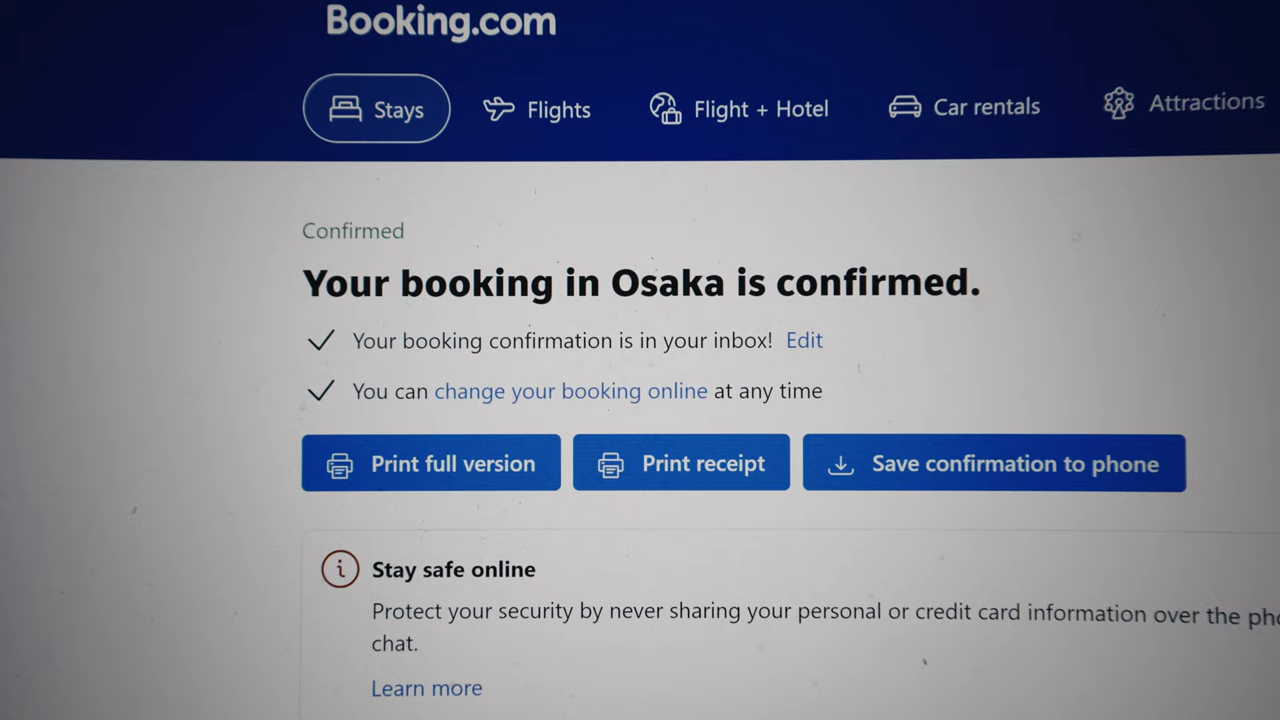 Booking.com
Stays
Flights
Flight + Hotel
Car rentals
Attractions
Confirmed
Your booking in Osaka is confirmed.
Your booking confirmation is in your inbox! Edit
You can change your booking online at any time
Print full version
Print receipt
Save confirmation to phone
Stay safe online
Protect your security by never sharing your personal or credit card information over the
chat.
Learn more